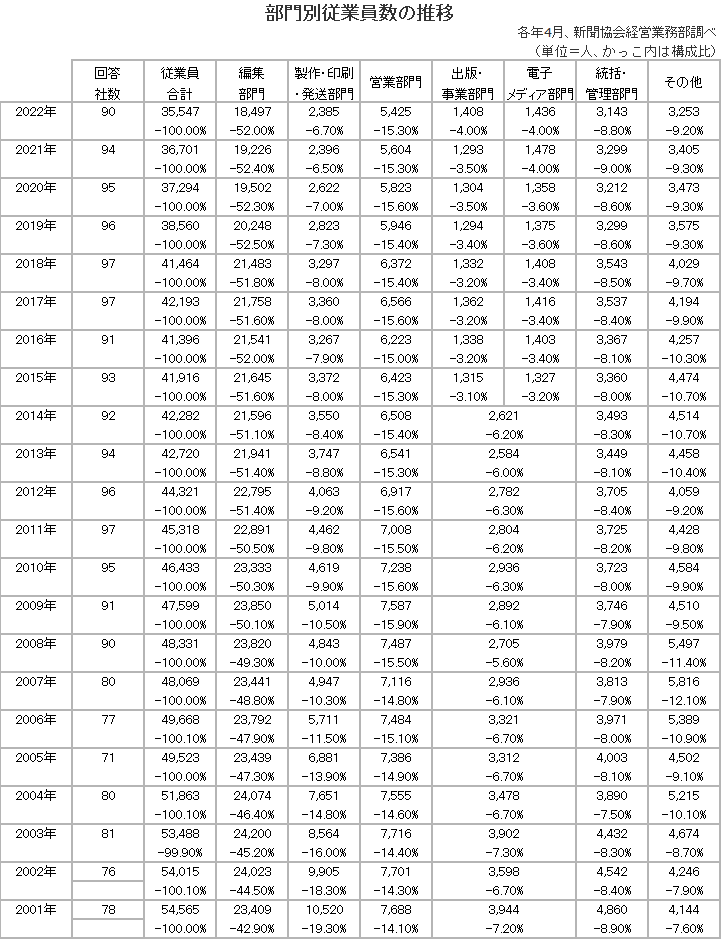 部門別従業員数の推移
各年4月、新聞協会経営業務部調べ
（単位＝人、かっこ内は構成比）
回答 従業員 編集 製作・印刷 営業部門 出版・ 電子 統括・ その他
社数 合計 部門 ・発送部門 事業部門 メディア部門 管理部門
2022年 90 35,547 18,497 2,385 5,425 1,408 1,436 3,143 3,253
-100.00% -52.00% -6.70% -15.30% -4.00% -4.00% -8.80% -9.20%
2021年 94 36,701 19,226 2,396 5,604 1,293 1,478 3,299 3,405
-100.00% -52.40% -6.50% -15.30% -3.50% -4.00% -9.00% -9.30%
2020年 95 37,294 19,502 2,622 5,823 1,304 1,358 3,212 3,473
-100.00% -52.30% -7.00% -15.60% -3.50% -3.60% -8.60% -9.30%
2019年 96 38,560 20,248 2,823 5,946 1,294 1,375 3,299 3,575
-100.00% -52.50% -7.30% -15.40% -3.40% -3.60% -8.60% -9.30%
2018年 97 41,464 21,483 3,297 6,372 1,332 1,408 3,543 4,029
-100.00% -51.80% -8.00% -15.40% -3.20% -3.40% -8.50% -9.70%
2017年 97 42,193 21,758 3,360 6,566 1,362 1,416 3,537 4,194
-100.00% -51.60% -8.00% -15.60% -3.20% -3.40% -8.40% -9.90%
2016年 91 41,396 21,541 3,267 6,223 1,338 1,403 3,367 4,257
-100.00% -52.00% -7.90% -15.00% -3.20% -3.40% -8.10% -10.30%
2015年 93 41,916 21,645 3,372 6,423 1,315 1,327 3,360 4,474
-100.00% -51.60% -8.00% -15.30% -3.10% -3.20% -8.00% -10.70%
2014年 92 42,282 21,596 3,550 6,508 2,621 3,493 4,514
-100.00% -51.10% -8.40% -15.40% -6.20% -8.30% -10.70%
2013年 94 42,720 21,941 3,747 6,541 2,584 3,449 4,458
-100.00% -51.40% -8.80% -15.30% -6.00% -8.10% -10.40%
2012年 96 44,321 22,795 4,063 6,917 2,782 3,705 4,059
-100.00% -51.40% -9.20% -15.60% -6.30% -8.40% -9.20%
2011年 97 45,318 22,891 4,462 7,008 2,804 3,725 4,428
-100.00% -50.50% -9.80% -15.50% -6.20% -8.20% -9.80%
2010年 95 46,433 23,333 4,619 7,238 2,936 3,723 4,584
-100.00% -50.30% -9.90% -15.60% -6.30% -8.00% -9.90%
2009年 91 47,599 23,850 5,014 7,587 2,892 3,746 4,510
-100.00% -50.10% -10.50% -15.90% -6.10% -7.90% -9.50%
2008年 90 48,331 23,820 4,843 7,487 2,705 3,979 5,497
-100.00% -49.30% -10.00% -15.50% -5.60% -8.20% -11.40%
2007年 80 48,069 23,441 4,947 7,116 2,936 3,813 5,816
-100.00% -48.80% -10.30% -14.80% -6.10% -7.90% -12.10%
2006年 77 49,668 23,792 5,711 7,484 3,321 3,971 5,389
-100.10% -47.90% -11.50% -15.10% -6.70% -8.00% -10.90%
2005年 71 49,523 23,439 6,881 7,386 3,312 4,003 4,502
-100.00% -47.30% -13.90% -14.90% -6.70% -8.10% -9.10%
2004年 80 51,863 24,074 7,651 7,555 3,478 3,890 5,215
-100.10% -46.40% -14.80% -14.60% -6.70% -7.50% -10.10%
2003年 81 53,488 24,200 8,564 7,716 3,902 4,432 4,674
-99.90% -45.20% -16.00% -14.40% -7.30% -8.30% -8.70%
2002年 76 54,015 24,023 9,905 7,701 3,598 4,542 4,246
-100.10% -44.50% -18.30% -14.30% -6.70% -8.40% -7.90%
2001年 78 54,565 23,409 10,520 7,688 3,944 4,860 4,144
-100.00% -42.90% -19.30% -14.10% -7.20% -8.90% -7.60%